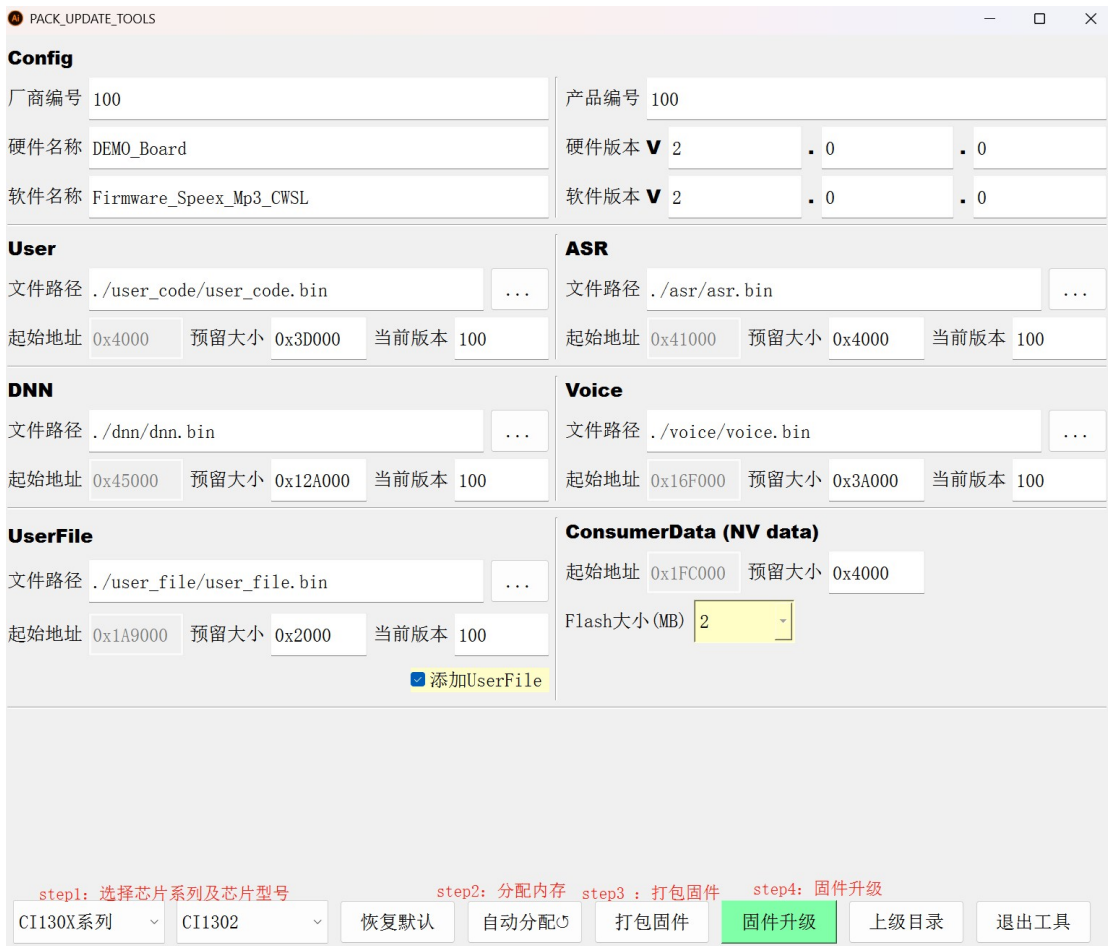 PACK_UPDATE_TOOLS
Config
厂商编号 100 产品编号 100
硬件名称 DEMO_Board 硬件版本 V 2 . 0 . 0
软件名称 Firmware_Speex_Mp3_CWSL 软件版本 V 2 . 0 . 0
User ASR
文件路径 ./user_code/user_code.bin ... 文件路径 ./asr/asr.bin ...
起始地址 0x4000 预留大小 0x3D000 当前版本 100 起始地址 0x41000 预留大小 0x4000 当前版本 100
DNN Voice
文件路径 ./dnn/dnn.bin ... 文件路径 ./voice/voice.bin ...
起始地址 0x45000 预留大小 0x12A000 当前版本 100 起始地址 0x16F000 预留大小 0x3A000 当前版本 100
UserFile
文件路径 ./user_file/user_file.bin ...
起始地址 0x1A9000 预留大小 0x2000 当前版本 100
添加UserFile
ConsumerData (NV data)
起始地址 0x1FC000 预留大小 0x4000
Flash大小(MB) 2
step1：选择芯片系列及芯片型号 step2：分配内存 step3 ：打包固件 step4：固件升级
CI130X系列 CI1302 恢复默认 自动分配↺ 打包固件 固件升级 上级目录 退出工具